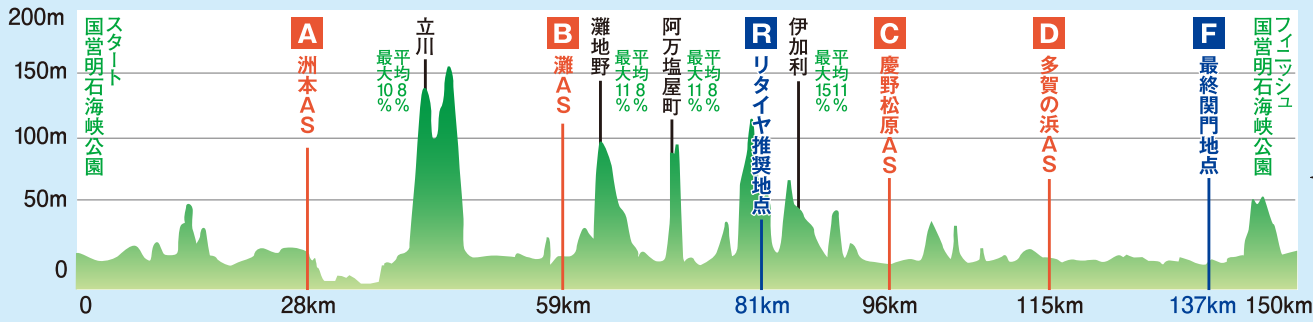 200m
150m
100m
50m
0
スタート
国営明石海峡公園
A
洲本AS
立川
平均8%
最大10%
B
灘AS
灘地野
平均8%
最大11%
阿万塩屋町
平均8%
最大11%
R
リタイヤ推奨地点
伊加利
平均11%
最大15%
C
慶野松原AS
D
多賀の浜AS
F
最終関門地点
フィニッシュ
国営明石海峡公園
0
28km
59km
81km
96km
115km
137km
150km